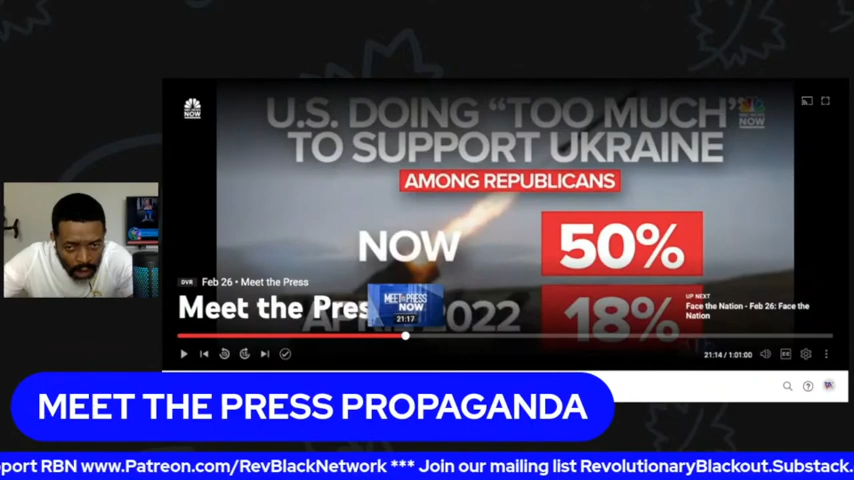 U.S. DOING "TOO MUCH"
TO SUPPORT UKRAINE
AMONG REPUBLICANS
NOW 50%
NOW
DVR Feb 26 • Meet the Press
Meet the Pres
MEET THE PRESS
NOW
21:17
2022 18%
UP NEXT
Face the Nation - Feb 26: Face the
Nation
21:14 / 1:01:00
MEET THE PRESS PROPAGANDA
port RBN www.Patreon.com/RevBlackNetwork *** Join our mailing list RevolutionaryBlackout.Substack.